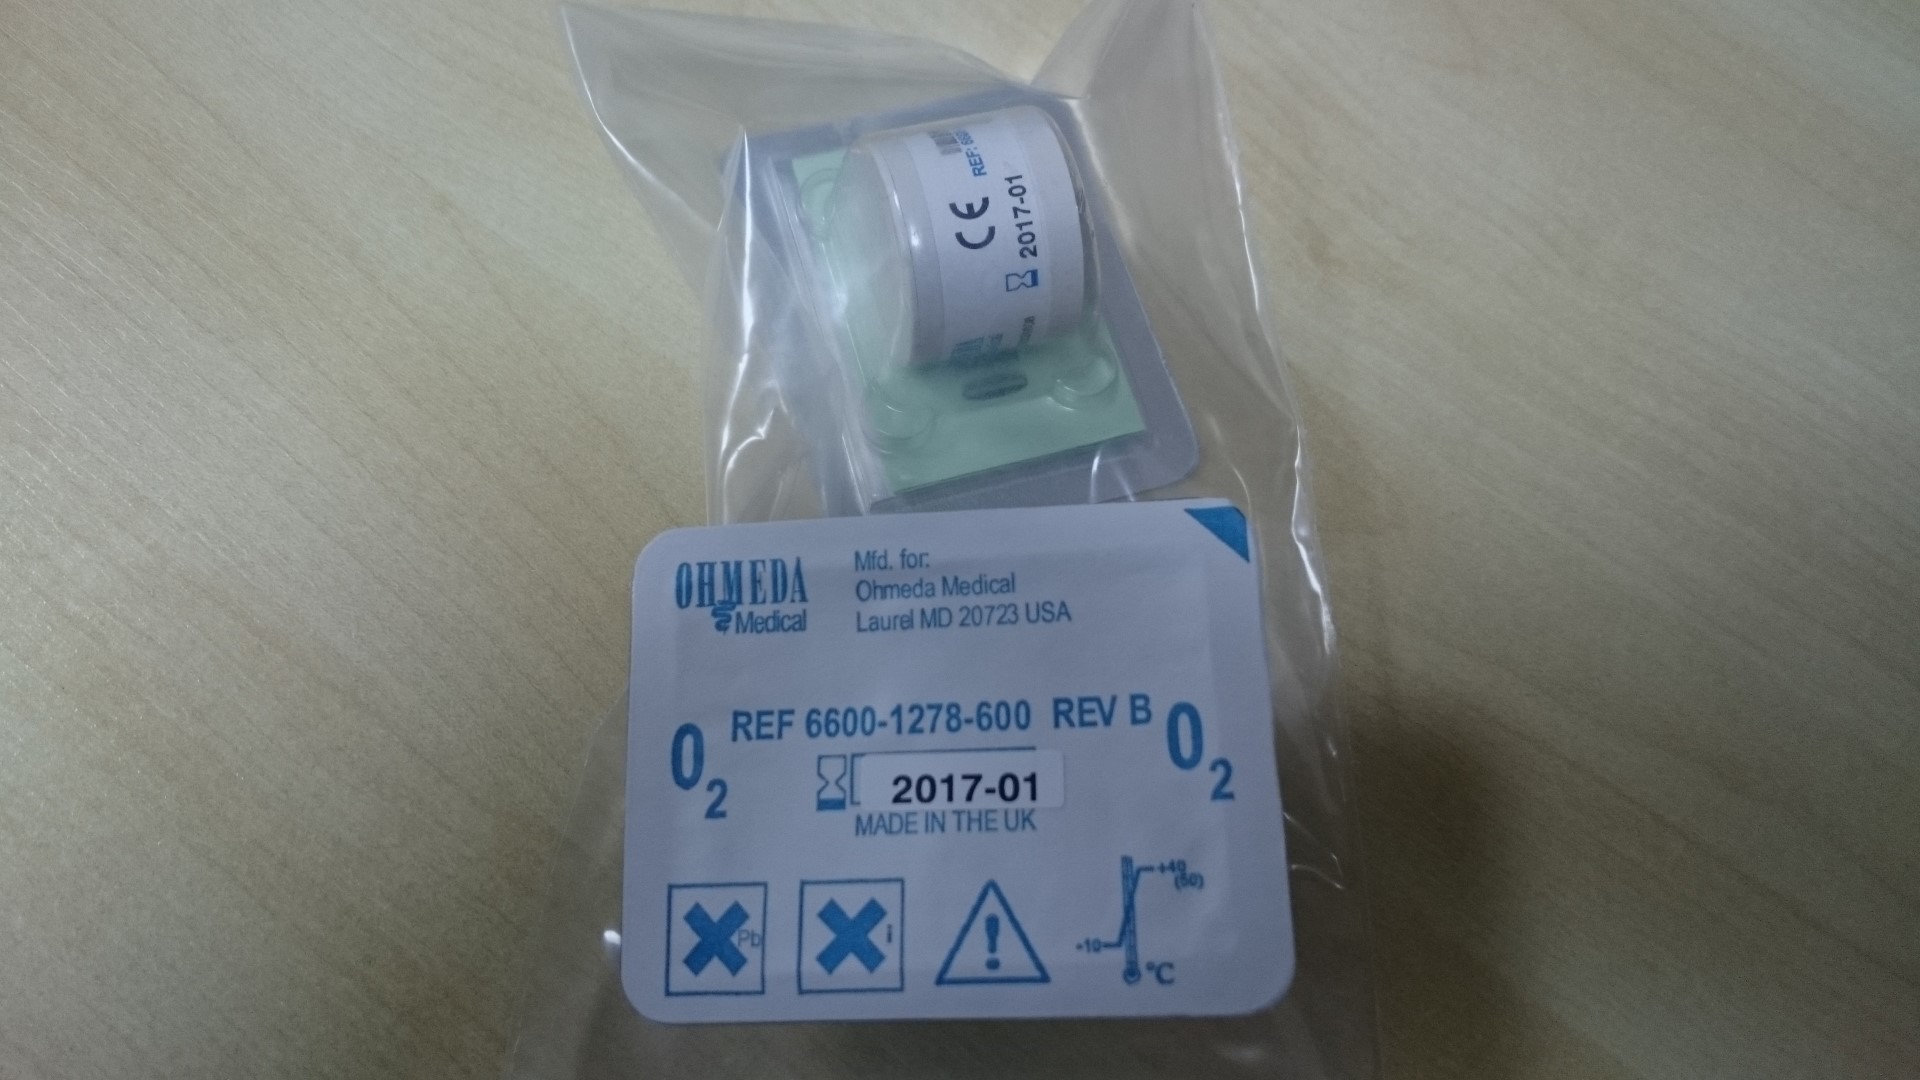 REF:
CE
2017-01
OHMEDA
Medical
Mfd. for:
Ohmeda Medical
Laurel MD 20723 USA
REF 6600-1278-600 REV B
O2
O2
2017-01
MADE IN THE UK
Pb
i
!
+40
(50)
-10
°C